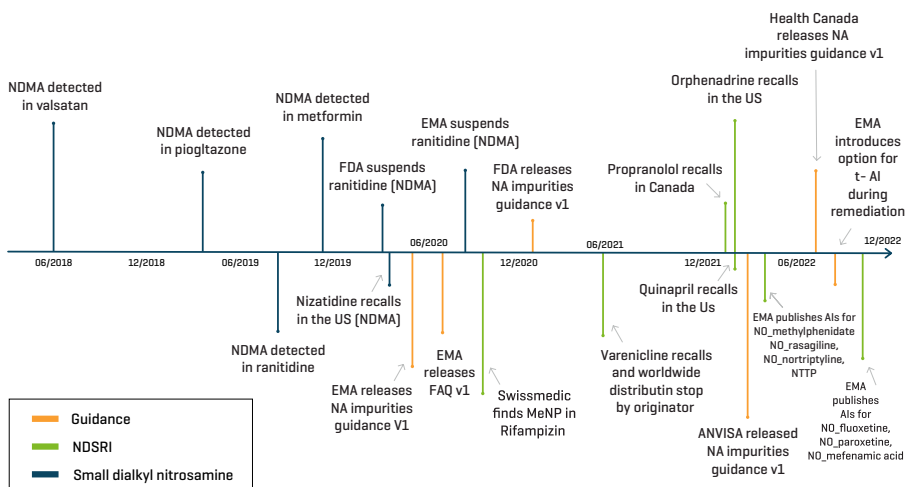 Health Canada
releases NA
impurities guidance v1
Orphenadrine recalls
in the US
NDMA detected
in valsatan
NDMA detected
in piogltazone
NDMA detected
in metformin
FDA suspends
ranitidine (NDMA)
EMA suspends
ranitidine (NDMA)
FDA releases
NA impurities
guidance v1
Propranolol recalls
in Canada
EMA
introduces
option for
t- AI
during
remediation
06/2018
12/2018
06/2019
12/2019
06/2020
12/2020
06/2021
12/2021
06/2022
12/2022
NDMA detected
in ranitidine
Nizatidine recalls
in the US (NDMA)
EMA releases
NA impurities
guidance V1
EMA
releases
FAQ v1
Swissmedic
finds MeNP in
Rifampizin
Varenicline recalls
and worldwide
distributin stop
by originator
Quinapril recalls
in the Us
ANVISA released
NA impurities
guidance v1
EMA publishes AIs for
NO_methylphenidate
NO_rasagiline,
NO_nortriptyline,
NTTP
EMA
publishes
AIs for
NO_fluoxetine,
NO_paroxetine,
NO_mefenamic acid
Guidance
NDSRI
Small dialkyl nitrosamine